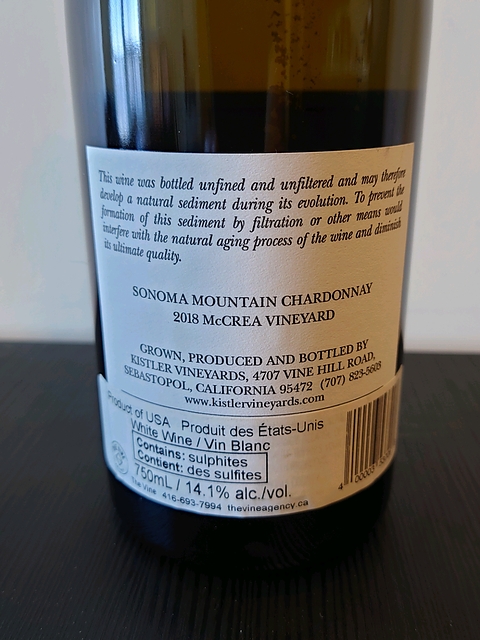 This wine was bottled unfined and unfiltered and may therefore
develop a natural sediment during its evolution. To prevent the
formation of this sediment by filtration or other means would
interfere with the natural aging process of the wine and diminish
its ultimate quality.
SONOMA MOUNTAIN CHARDONNAY
2018 McCREA VINEYARD
GROWN, PRODUCED AND BOTTLED BY
KISTLER VINEYARDS, 4707 VINE HILL ROAD,
SEBASTOPOL, CALIFORNIA 95472 (707) 823-5603
www.kistlervineyards.com
Product of USA Produit des États-Unis
White Wine / Vin Blanc
Contains: sulphites
Contient: des sulfites
750mL / 14.1% alc./vol.
The Vine 416-693-7994 thevineagency.ca